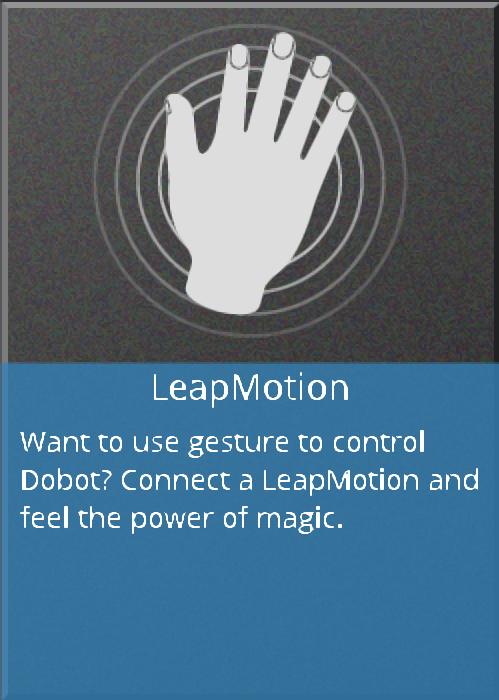 LeapMotion
Want to use gesture to control
Dobot? Connect a LeapMotion and
feel the power of magic.